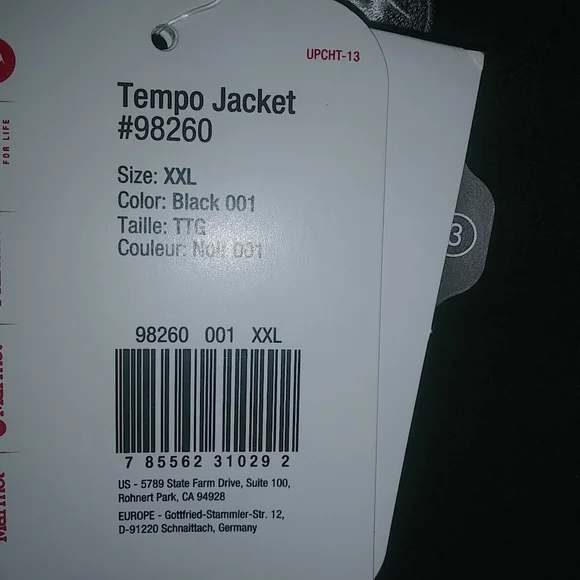 UPCHT-13
Tempo Jacket
#98260
Size: XXL
Color: Black 001
Taille: TTG
Couleur: Noir 001
98260 001 XXL
7 85562 31029 2
US - 5789 State Farm Drive, Suite 100,
Rohnert Park, CA 94928
EUROPE - Gottfried-Stammler-Str. 12,
D-91220 Schnaittach, Germany
FOR LIFE
Marmot
Marmot
3